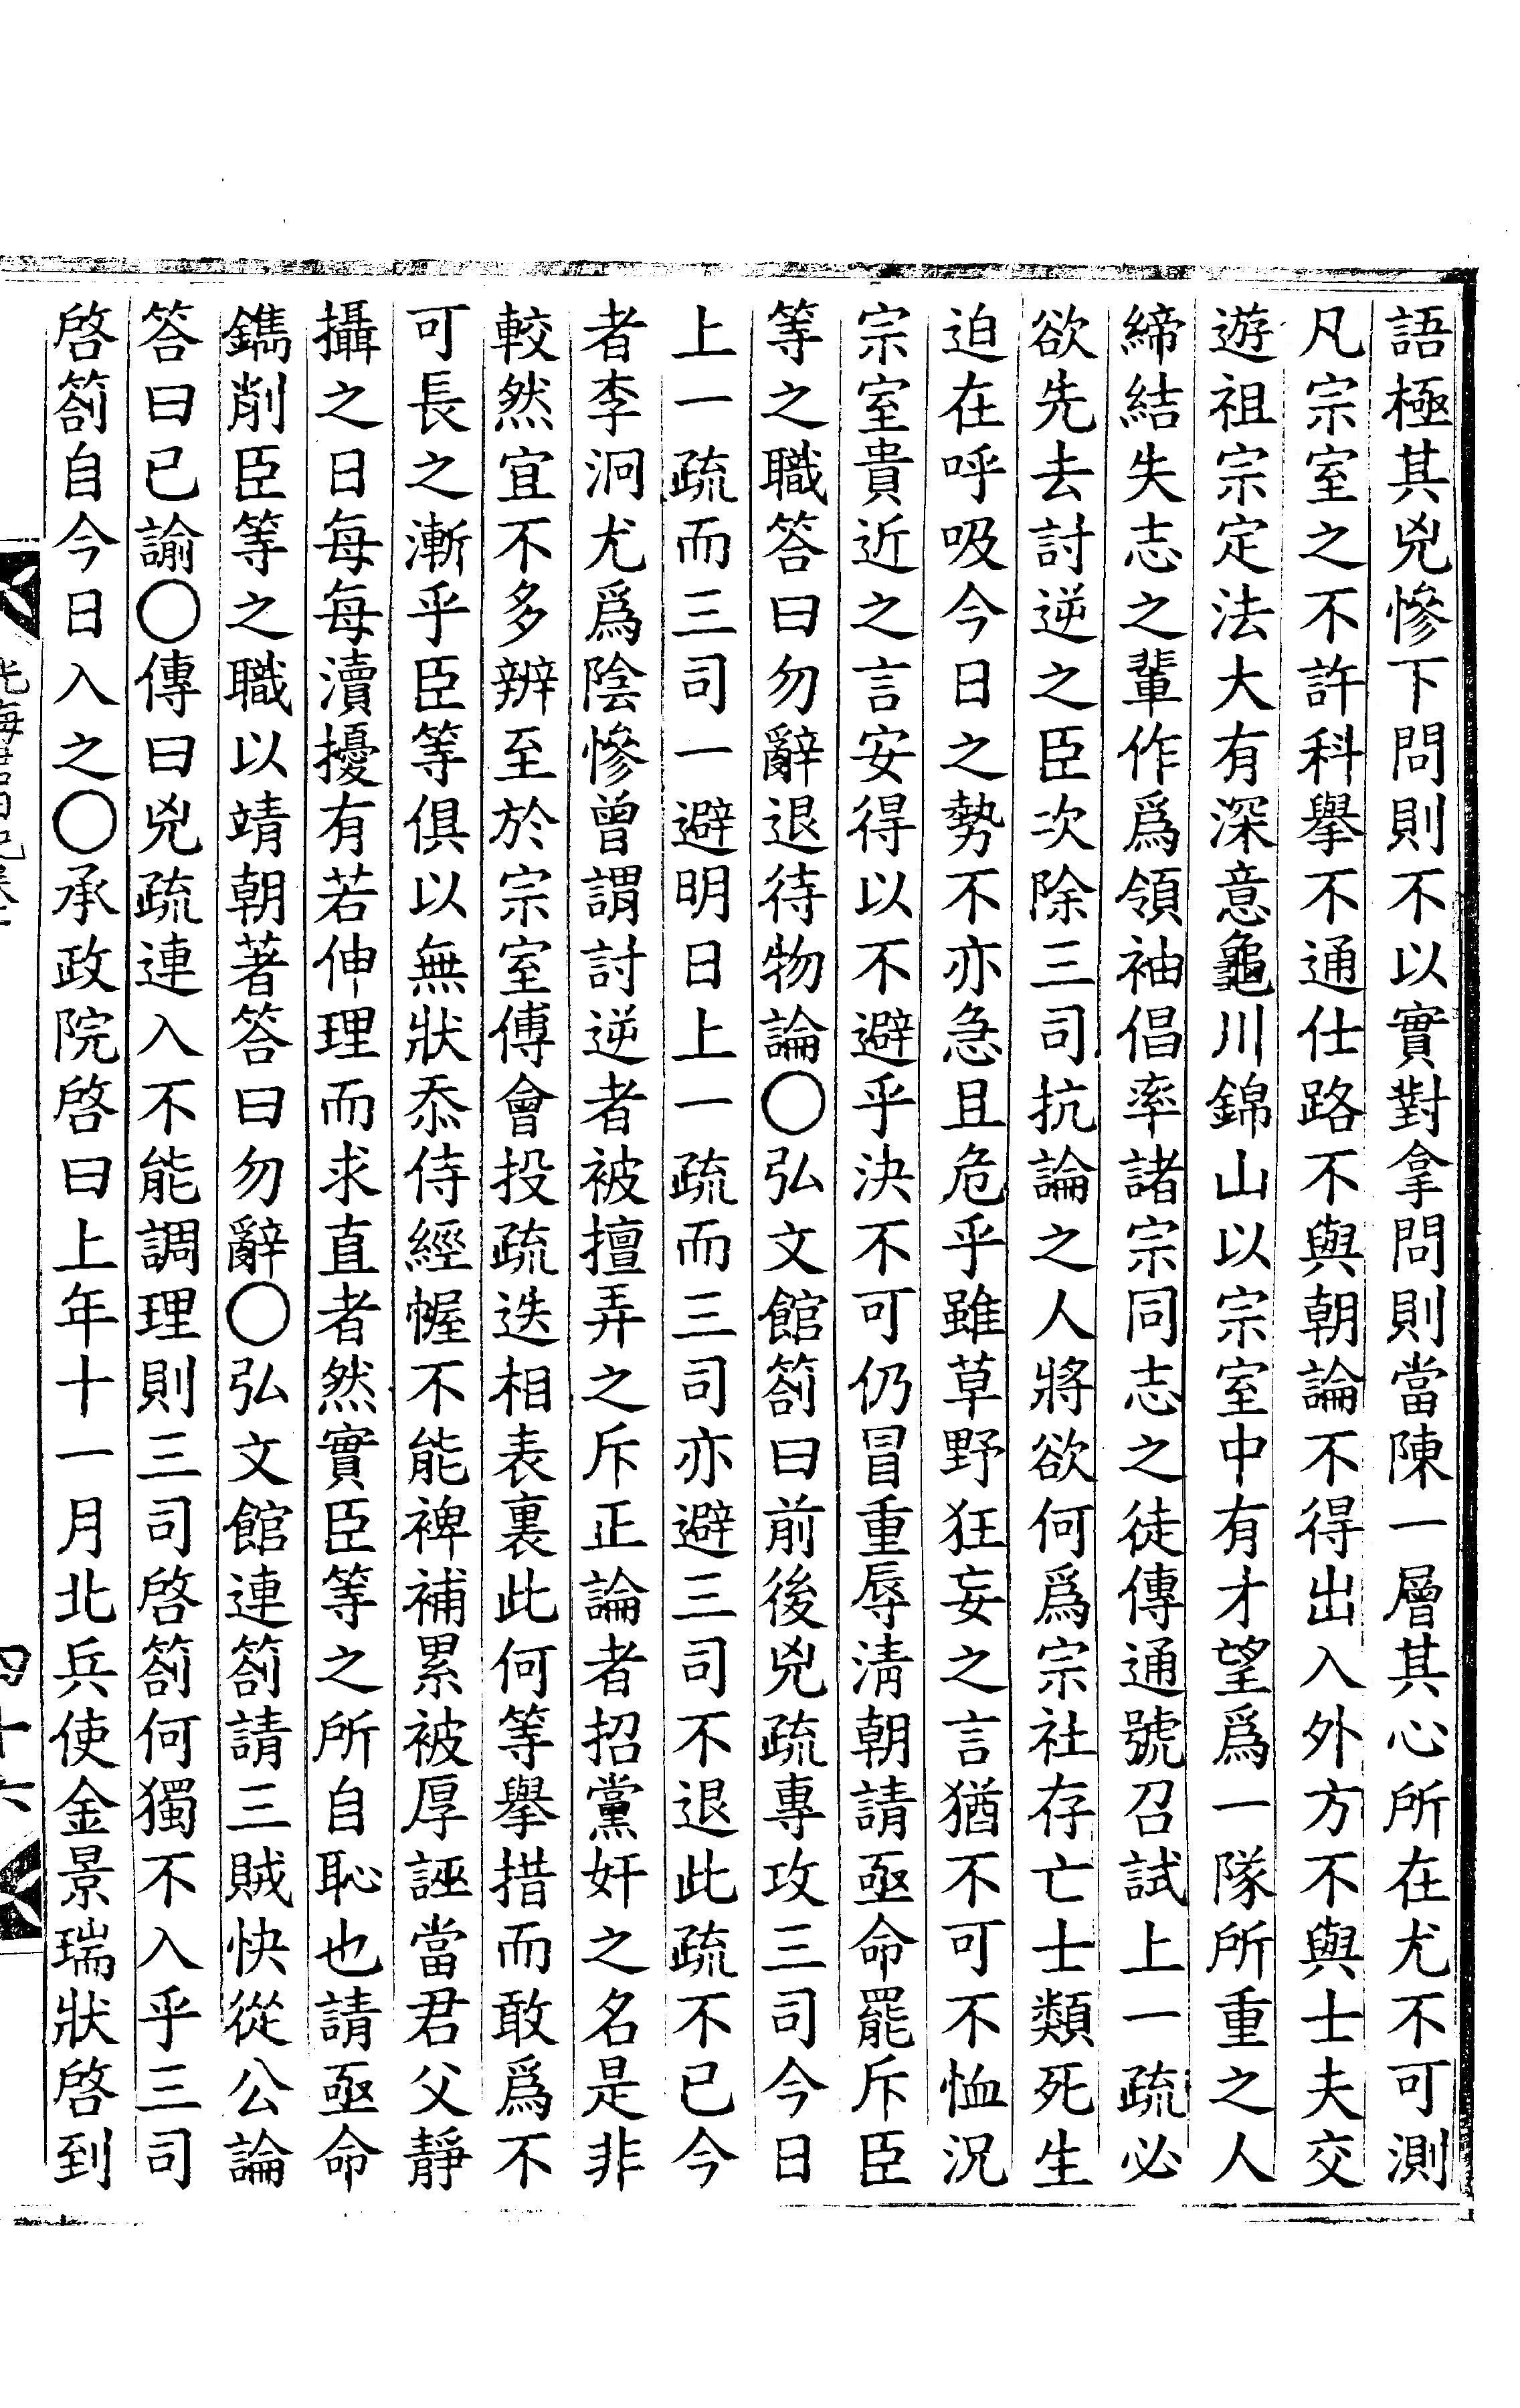 語極其兇慘下問則不以實對拿問則當陳一層其心所在尤不可測
凡宗室之不許科擧不通仕路不與朝論不得出入外方不與士夫交
遊祖宗定法大有深意龜川錦山以宗室中有才望爲一隊所重之人
締結失志之輩作爲領袖倡率諸宗同志之徒傳通號召試上一疏必
欲先去討逆之臣次除三司抗論之人將欲何爲宗社存亡士類死生
迫在呼吸今日之勢不亦急且危乎雖草野狂妄之言猶不可不恤況
宗室貴近之言安得以不避乎決不可仍冒重辱淸朝請亟命罷斥臣
等之職答曰勿辭退待物論〇弘文館箚曰前後兇疏專攻三司今日
上一疏而三司一避明日上一疏而三司亦避三司不退此疏不已今
者李泂尤爲陰慘曾謂討逆者被擅弄之斥正論者招黨奸之名是非
較然宜不多辨至於宗室傅會投疏迭相表裏此何等擧措而敢爲不
可長之漸乎臣等俱以無狀忝侍經幄不能裨補累被厚誣當君父靜
攝之日每每瀆擾有若伸理而求直者然實臣等之所自恥也請亟命
鐫削臣等之職以靖朝著答曰勿辭〇弘文館連箚請三賊快從公論
答曰已諭〇傳曰兇疏連入不能調理則三司啓箚何獨不入乎三司
啓箚自今日入之〇承政院啓曰上年十一月北兵使金景瑞狀啓到